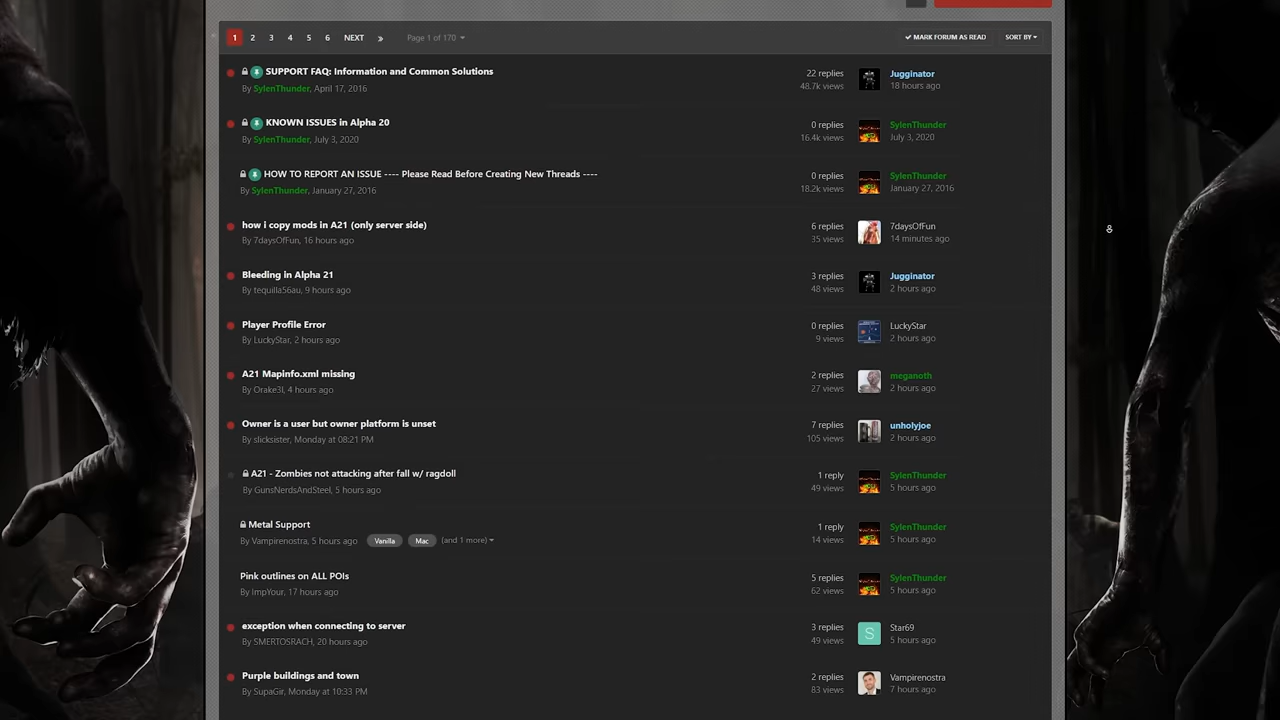 1 2 3 4 5 6 NEXT » Page 1 of 170 MARK FORUM AS READ SORT BY
SUPPORT FAQ: Information and Common Solutions
By SylenThunder, April 17, 2016
22 replies
48.7k views
Jugginator
18 hours ago
KNOWN ISSUES in Alpha 20
By SylenThunder, July 3, 2020
0 replies
16.4k views
SylenThunder
July 3, 2020
HOW TO REPORT AN ISSUE ---- Please Read Before Creating New Threads ----
By SylenThunder, January 27, 2016
0 replies
18.2k views
SylenThunder
January 27, 2016
how i copy mods in A21 (only server side)
By 7daysOfFun, 16 hours ago
6 replies
35 views
7daysOfFun
14 minutes ago
Bleeding in Alpha 21
By tequilla56au, 9 hours ago
3 replies
48 views
Jugginator
2 hours ago
Player Profile Error
By LuckyStar, 2 hours ago
0 replies
9 views
LuckyStar
2 hours ago
A21 Mapinfo.xml missing
By Orake3l, 4 hours ago
2 replies
27 views
meganoth
2 hours ago
Owner is a user but owner platform is unset
By slicksister, Monday at 08:21 PM
7 replies
105 views
unholyjoe
2 hours ago
A21 - Zombies not attacking after fall w/ ragdoll
By GunsNerdsAndSteel, 5 hours ago
1 reply
49 views
SylenThunder
5 hours ago
Metal Support
By Vampirenostra, 5 hours ago Vanilla Mac (and 1 more)
1 reply
14 views
SylenThunder
5 hours ago
Pink outlines on ALL POIs
By ImpYour, 17 hours ago
5 replies
62 views
SylenThunder
5 hours ago
exception when connecting to server
By SMERTOSRACH, 20 hours ago
3 replies
49 views
S
Star69
5 hours ago
Purple buildings and town
By SupaGir, Monday at 10:33 PM
2 replies
83 views
Vampirenostra
7 hours ago